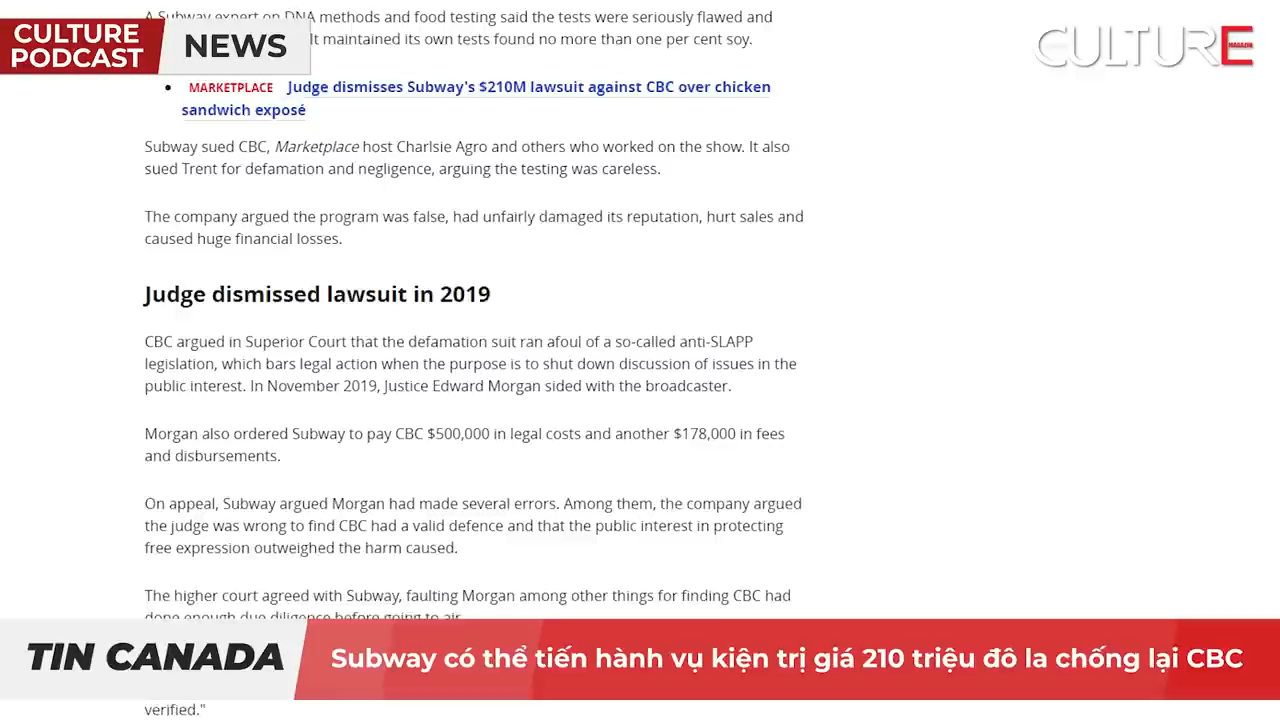 A Subway expert on DNA methods and food testing said the tests were seriously flawed and
CULTURE
PODCAST
NEWS
It maintained its own tests found no more than one per cent soy.
CULTURE
MAGAZIN
• MARKETPLACE Judge dismisses Subway's $210M lawsuit against CBC over chicken
sandwich exposé
Subway sued CBC, Marketplace host Charlsie Agro and others who worked on the show. It also
sued Trent for defamation and negligence, arguing the testing was careless.
The company argued the program was false, had unfairly damaged its reputation, hurt sales and
caused huge financial losses.
Judge dismissed lawsuit in 2019
CBC argued in Superior Court that the defamation suit ran afoul of a so-called anti-SLAPP
legislation, which bars legal action when the purpose is to shut down discussion of issues in the
public interest. In November 2019, Justice Edward Morgan sided with the broadcaster.
Morgan also ordered Subway to pay CBC $500,000 in legal costs and another $178,000 in fees
and disbursements.
On appeal, Subway argued Morgan had made several errors. Among them, the company argued
the judge was wrong to find CBC had a valid defence and that the public interest in protecting
free expression outweighed the harm caused.
The higher court agreed with Subway, faulting Morgan among other things for finding CBC had
done enough due diligence before going to air.
TIN CANADA
Subway có thể tiến hành vụ kiện trị giá 210 triệu đô la chống lại CBC
verified."